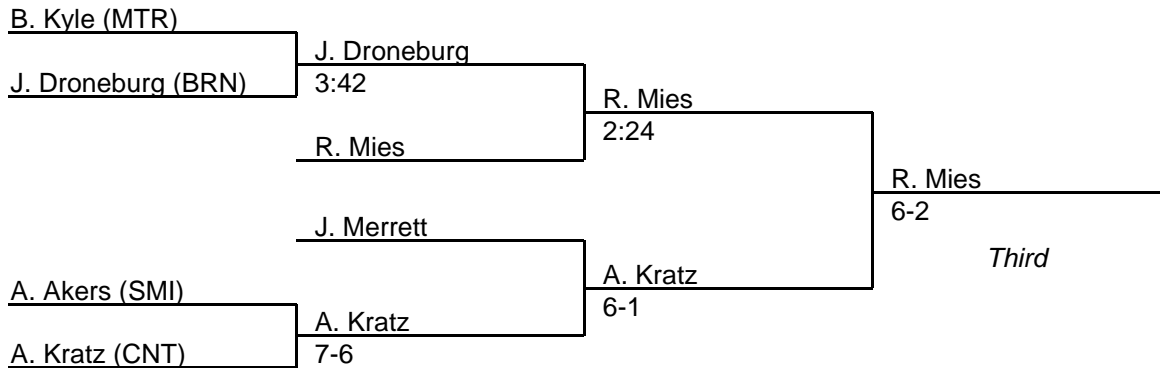 B. Kyle (MTR)
J. Droneburg
J. Droneburg (BRN)
3:42
R. Mies
2:24
R. Mies
R. Mies
6-2
J. Merrett
Third
A. Kratz
A. Akers (SMI)
6-1
A. Kratz
A. Kratz (CNT)
7-6